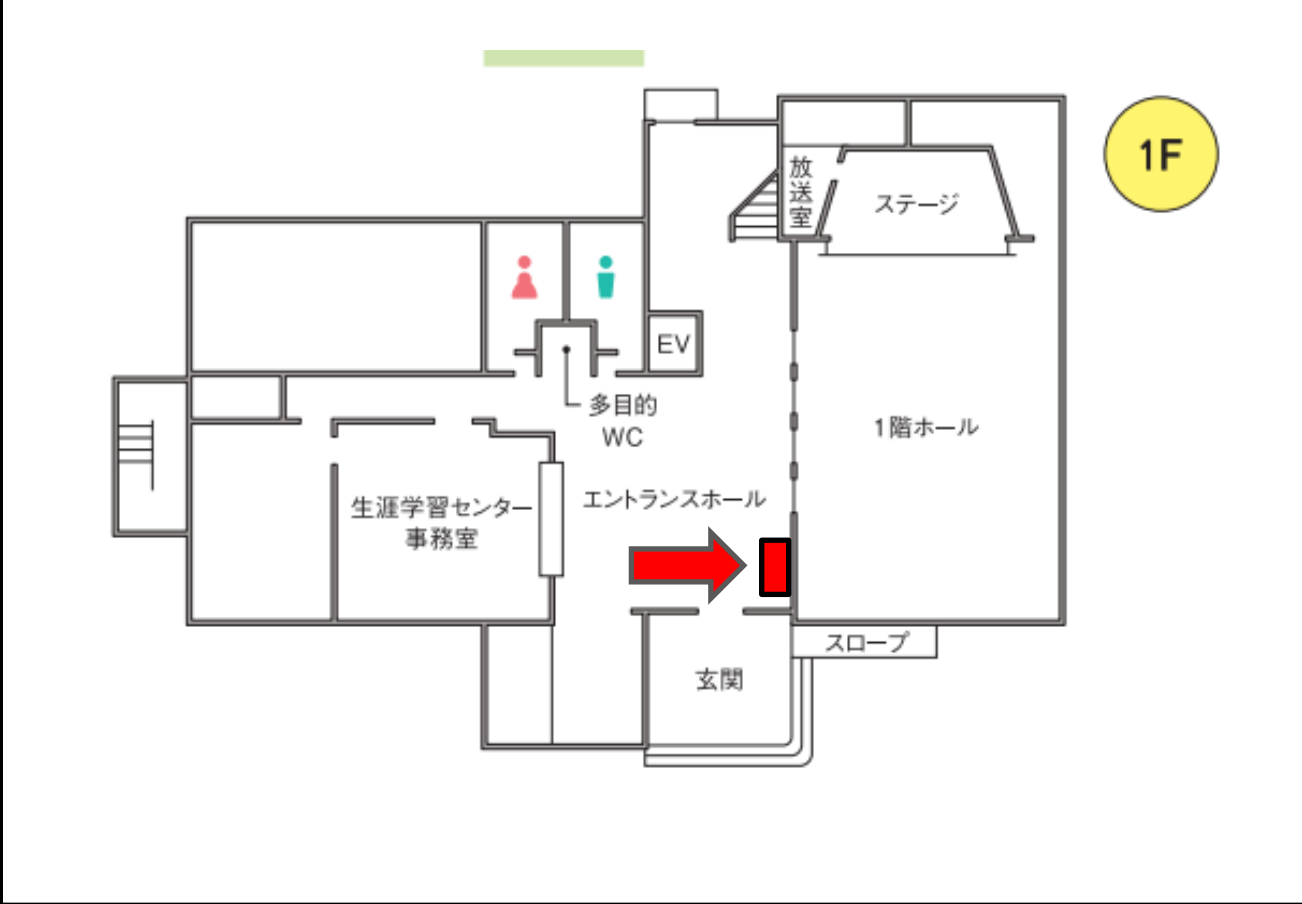 1F
放送室
ステージ
EV
多目的
WC
1階ホール
生涯学習センター
事務室
エントランスホール
スロープ
玄関